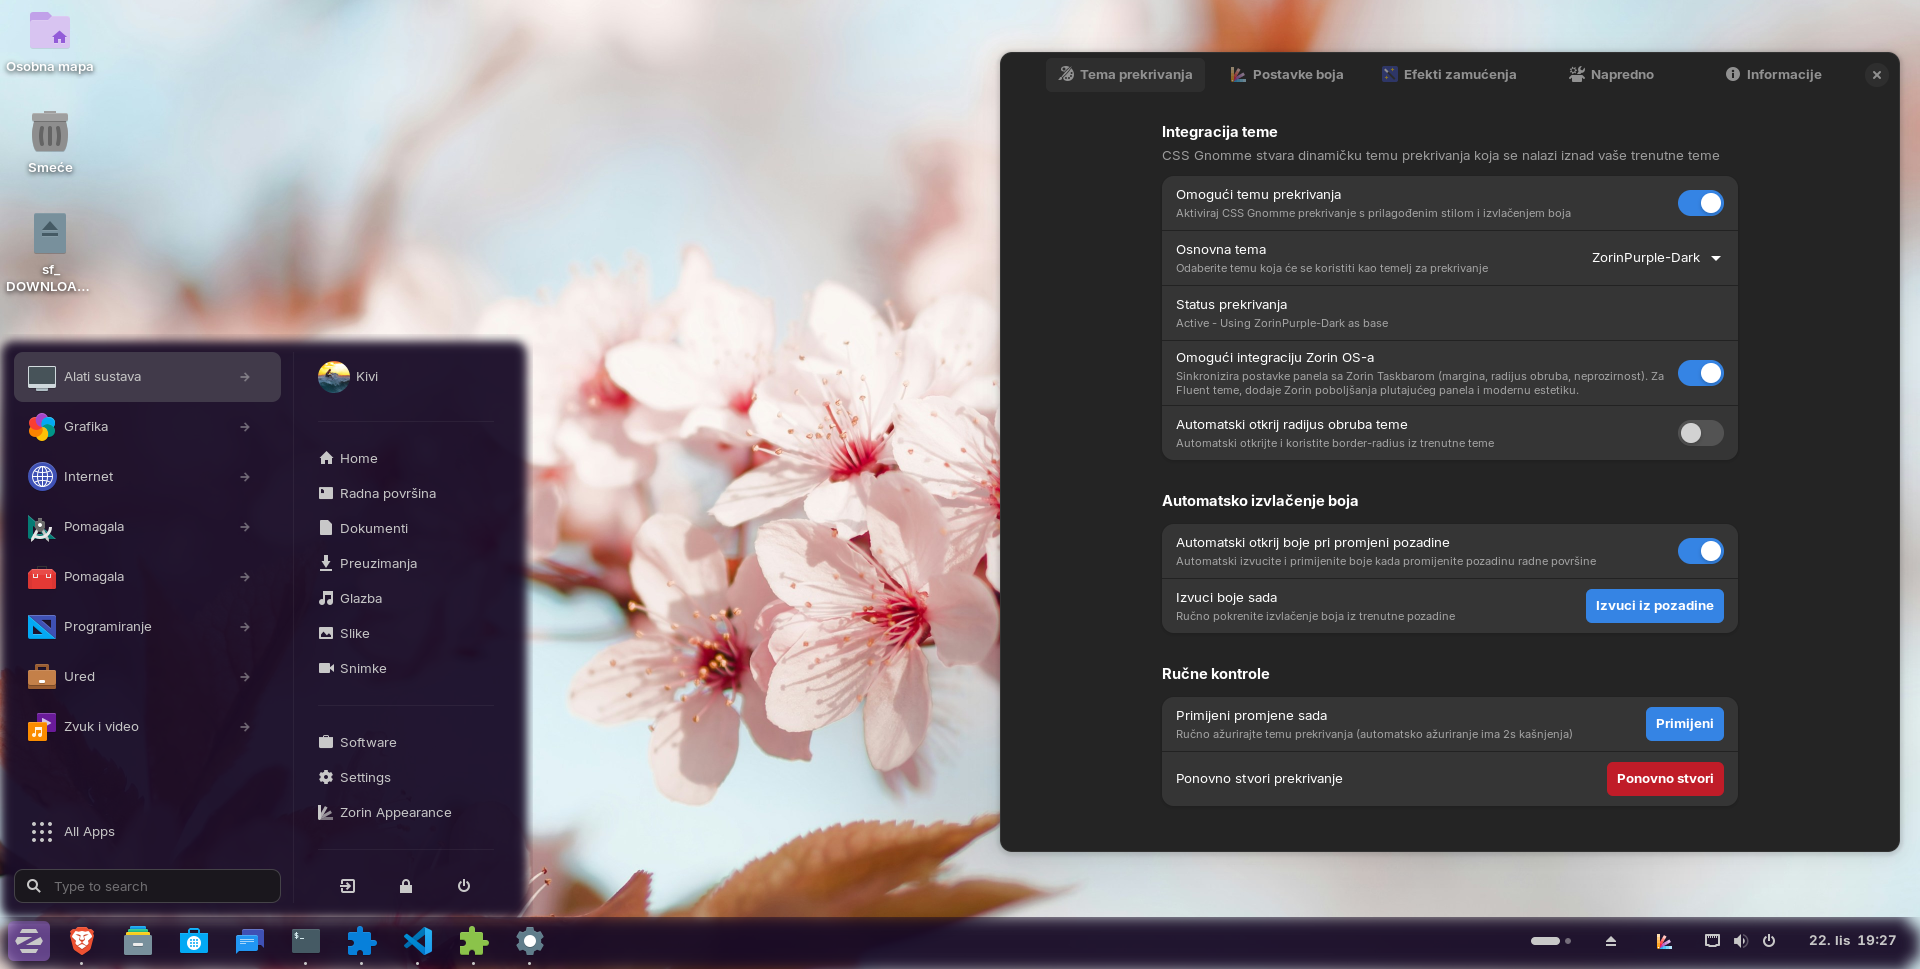 Osobna mapa
Smeće
sf_
DOWNLOA...
Alati sustava
Grafika
Internet
Pomagala
Pomagala
Programiranje
Ured
Zvuk i video
All Apps
Type to search
Kivi
Home
Radna površina
Dokumenti
Preuzimanja
Glazba
Slike
Snimke
Software
Settings
Zorin Appearance
Tema prekrivanja
Postavke boja
Efekti zamućenja
Napredno
Informacije
Integracija teme
CSS Gnomme stvara dinamičku temu prekrivanja koja se nalazi iznad vaše trenutne teme
Omogući temu prekrivanja
Aktiviraj CSS Gnomme prekrivanje s prilagođenim stilom i izvlačenjem boja
Osnovna tema
Odaberite temu koja će se koristiti kao temelj za prekrivanje
ZorinPurple-Dark
Status prekrivanja
Active - Using ZorinPurple-Dark as base
Omogući integraciju Zorin OS-a
Sinkronizira postavke panela sa Zorin Taskbarom (margina, radijus obruba, neprozirnost). Za
Fluent teme, dodaje Zorin poboljšanja plutajućeg panela i modernu estetiku.
Automatski otkrij radijus obruba teme
Automatski otkrijte i koristite border-radius iz trenutne teme
Automatsko izvlačenje boja
Automatski otkrij boje pri promjeni pozadine
Automatski izvucite i primijenite boje kada promijenite pozadinu radne površine
Izvuci boje sada
Ručno pokrenite izvlačenje boja iz trenutne pozadine
Izvuci iz pozadine
Ručne kontrole
Primijeni promjene sada
Ručno ažurirajte temu prekrivanja (automatsko ažuriranje ima 2s kašnjenja)
Primijeni
Ponovno stvori prekrivanje
Ponovno stvori
22. lis 19:27